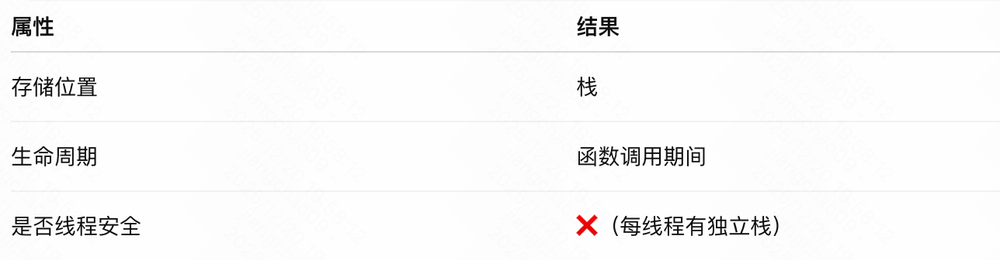 属性 结果
存储位置 栈
生命周期 函数调用期间
是否线程安全 ❌（每线程有独立栈）